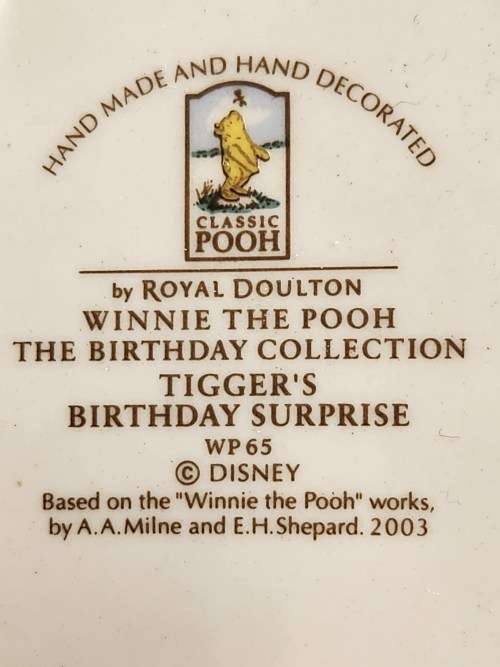 HAND MADE AND HAND DECORATED
CLASSIC
POOH
by ROYAL DOULTON
WINNIE THE POOH
THE BIRTHDAY COLLECTION
TIGGER'S
BIRTHDAY SURPRISE
WP 65
© DISNEY
Based on the "Winnie the Pooh" works,
by A.A.Milne and E.H.Shepard. 2003